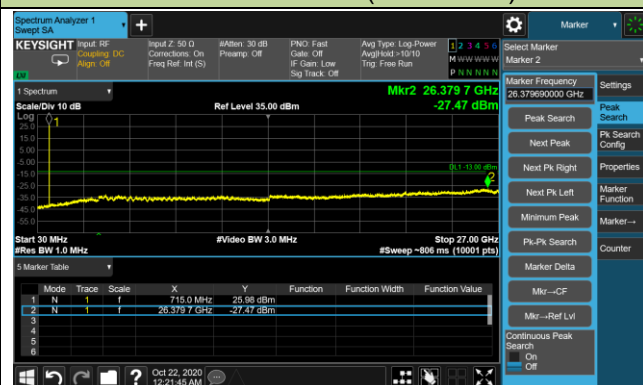 Spectrum Analyzer 1
Swept SA
Marker
KEYSIGHT
Input: RF
Coupling: DC
Align: Off
Input Z: 50 Ω
Corrections: On
Freq Ref: Int (S)
#Atten: 30 dB
Preamp: Off
PNO: Fast
Gate: Off
IF Gain: Low
Sig Track: Off
Avg Type: Log-Power
Avg|Hold:>10/10
Trig: Free Run
1 2 3 4 5 6
M W W W W W
P N N N N N
Select Marker
Marker 2
1 Spectrum
Mkr2 26.379 7 GHz
-27.47 dBm
Scale/Div 10 dB
Ref Level 35.00 dBm
Log
25.0
15.0
5.00
-5.00
-15.0
-25.0
-35.0
-45.0
-55.0
1
DL1 -13.00 dBm
2
Start 30 MHz
#Video BW 3.0 MHz
Stop 27.00 GHz
#Res BW 1.0 MHz
#Sweep ~806 ms (10001 pts)
5 Marker Table
Mode Trace Scale X Y Function Function Width Function Value
1 N 1 f 715.0 MHz 25.98 dBm
2 N 1 f 26.379 7 GHz -27.47 dBm
3
4
5
6
Marker Frequency
26.379690000 GHz
Peak Search
Next Peak
Next Pk Right
Next Pk Left
Minimum Peak
Pk-Pk Search
Marker Delta
Mkr→CF
Mkr→Ref Lvl
Continuous Peak
Search
On
Off
Settings
Peak
Search
Pk Search
Config
Properties
Marker
Function
Marker→
Counter
?
Oct 22, 2020
12:21:45 AM